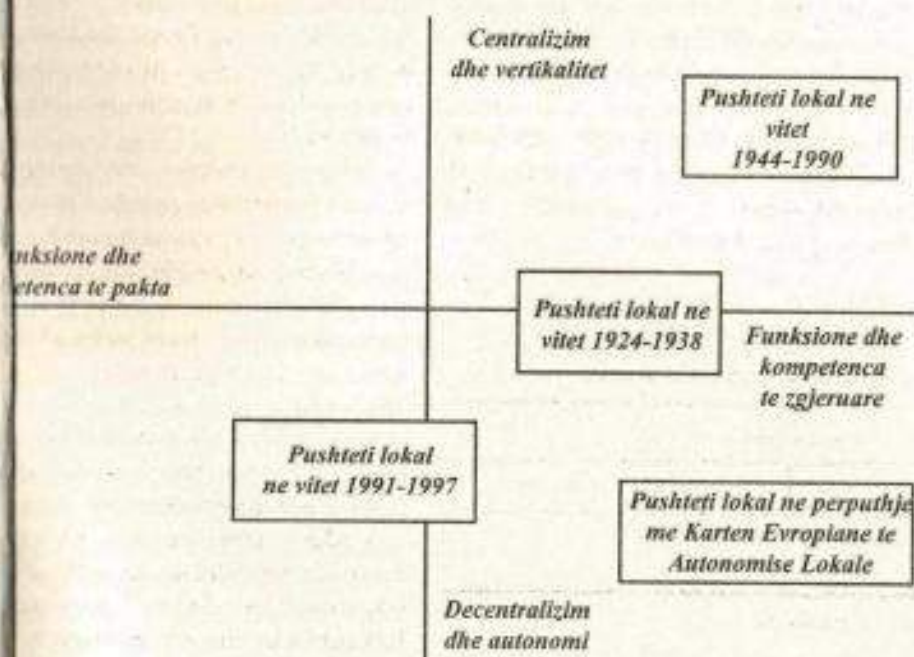 Centralizim
dhe vertikalitet
Pushteti lokal ne
vitet
1944-1990
nksione dhe
etenca te pakta
Pushteti lokal ne
vitet 1924-1938
Funksione dhe
kompetenca
te zgjeruare
Pushteti lokal
ne vitet 1991-1997
Pushteti lokal ne perputhje
me Karten Evropiane te
Autonomise Lokale
Decentralizim
dhe autonomi